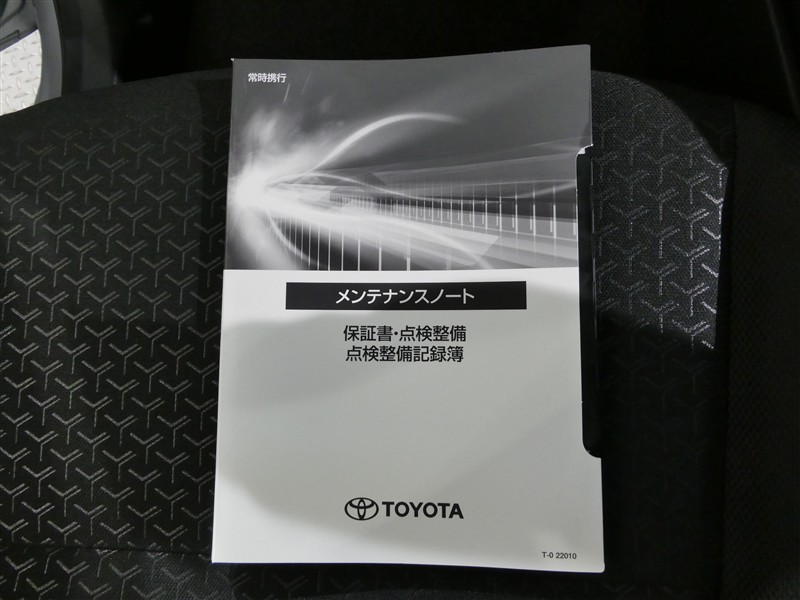 常時携行
メンテナンスノート
保証書・点検整備
点検整備記録簿
TOYOTA
T-0 22010